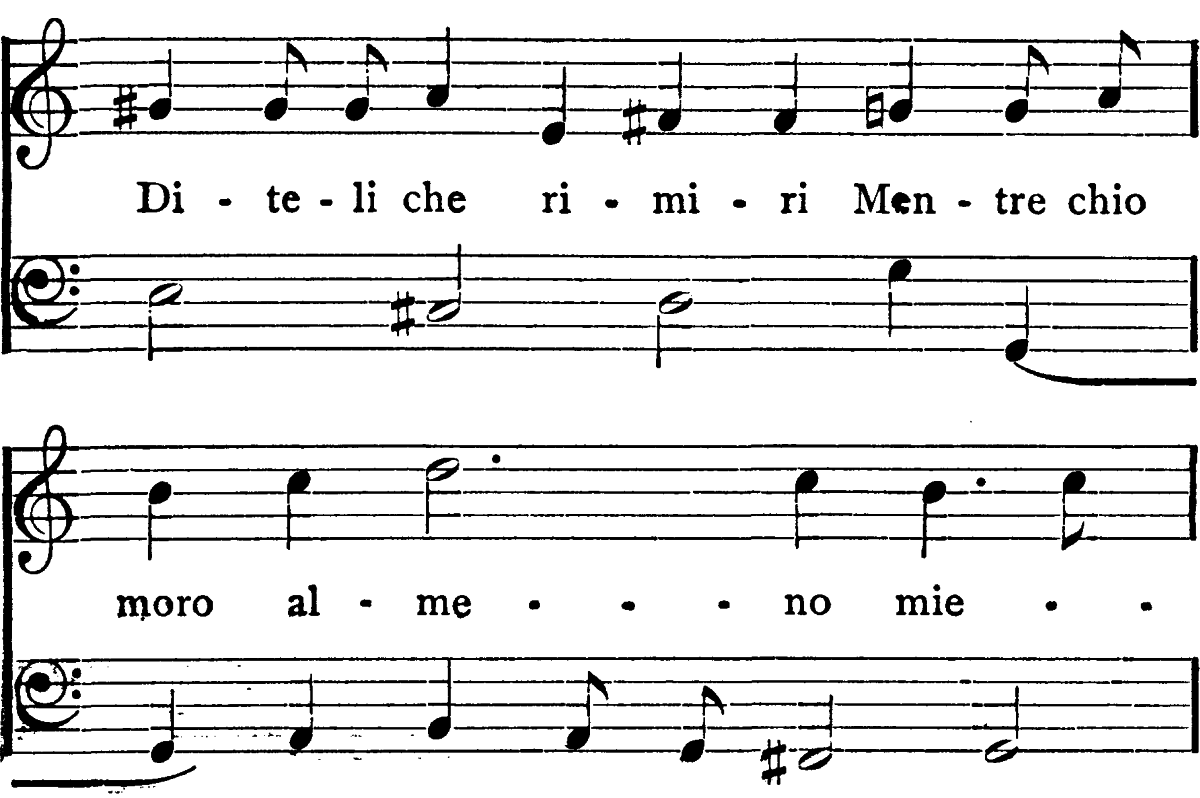 Di - te - li che ri - mi - ri Men - tre chio
moro al - me - - - no mie - -